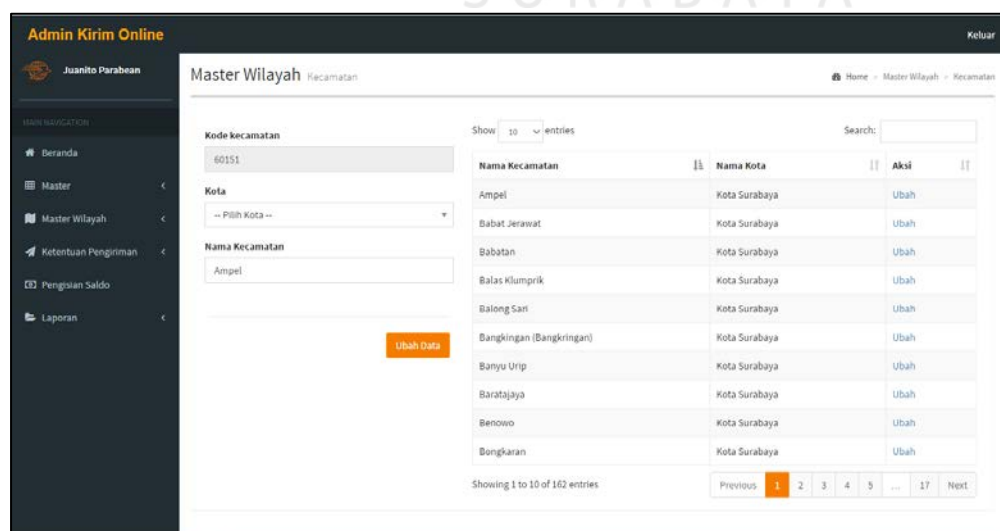 SURABAYA
Admin Kirim Online
Keluar
Juanito Parabean
MAIN NAVIGATION
Beranda
Master
Master Wilayah
Ketentuan Pengiriman
Pengisian Saldo
Laporan
Master Wilayah Kecamatan
Home > Master Wilayah > Kecamatan
Kode kecamatan
60151
Kota
-- Pilih Kota --
Nama Kecamatan
Ampel
Ubah Data
Show 10 entries
Search:
Nama Kecamatan Nama Kota Aksi
Ampel Kota Surabaya Ubah
Babat Jerawat Kota Surabaya Ubah
Babatan Kota Surabaya Ubah
Balas Klumprik Kota Surabaya Ubah
Balong Sari Kota Surabaya Ubah
Bangkingan (Bangkringan) Kota Surabaya Ubah
Banyu Urip Kota Surabaya Ubah
Baratajaya Kota Surabaya Ubah
Benowo Kota Surabaya Ubah
Bongkaran Kota Surabaya Ubah
Showing 1 to 10 of 162 entries
Previous 1 2 3 4 5 ... 17 Next